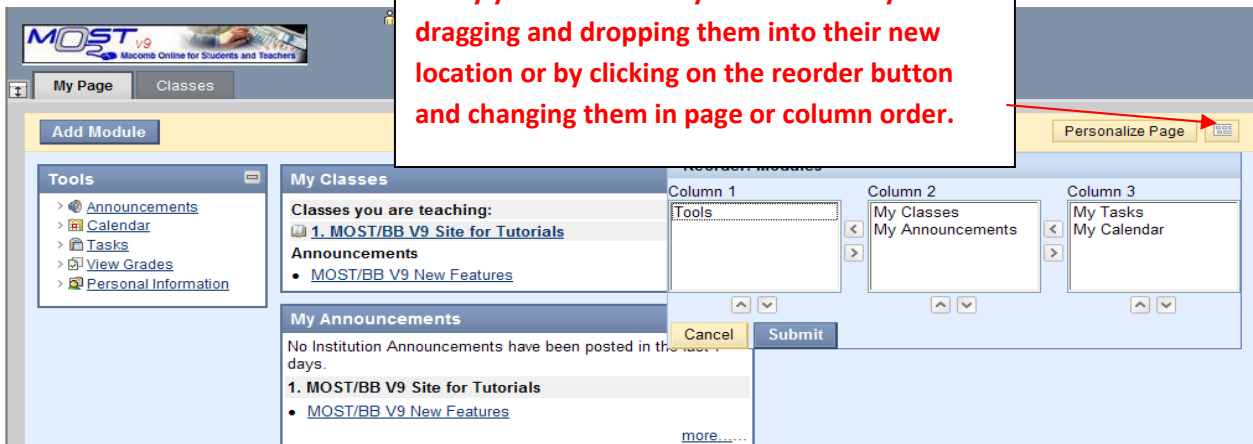 dragging and dropping them into their new
location or by clicking on the reorder button
and changing them in page or column order.
MOST v9
Macomb Online for Students and Teachers
My Page
Classes
Add Module
Personalize Page
Tools
Announcements
Calendar
Tasks
View Grades
Personal Information
My Classes
Classes you are teaching:
1. MOST/BB V9 Site for Tutorials
Announcements
• MOST/BB V9 New Features
My Announcements
No Institution Announcements have been posted in the last 7
days.
1. MOST/BB V9 Site for Tutorials
• MOST/BB V9 New Features
more......
Reorder: Modules
Column 1
Tools
Column 2
My Classes
My Announcements
Column 3
My Tasks
My Calendar
Cancel
Submit